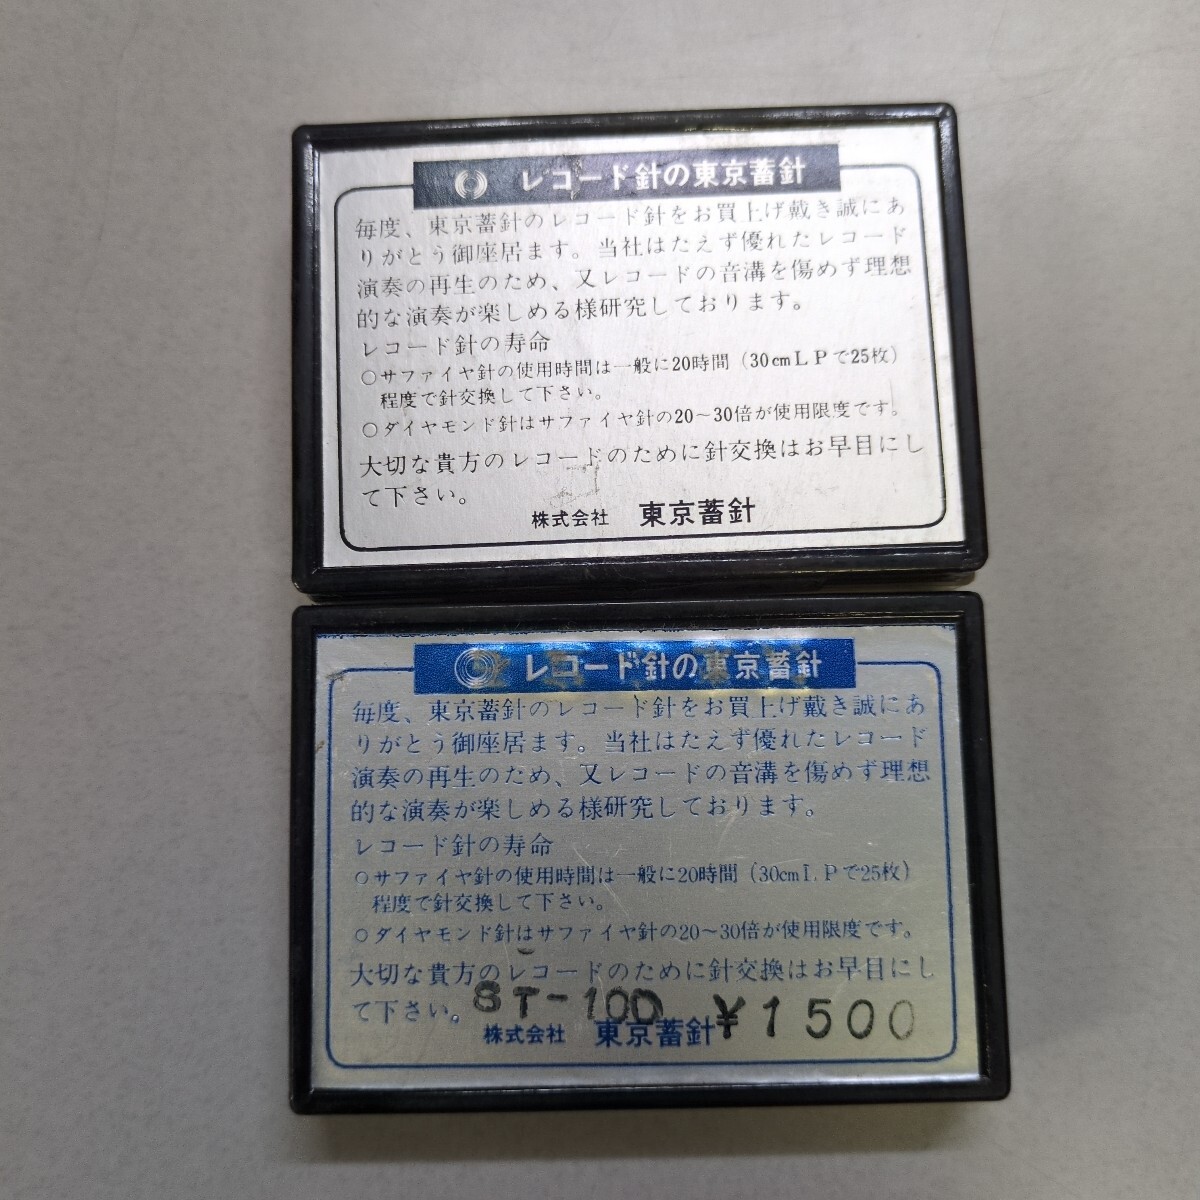 レコード針の東京蓄針
毎度、東京蓄針のレコード針をお買上げ戴き誠にあ
りがとう御座居ます。当社はたえず優れたレコード
演奏の再生のため、又レコードの音溝を傷めず理想
的な演奏が楽しめる様研究しております。
レコード針の寿命
○サファイヤ針の使用時間は一般に20時間(30cmLPで25枚)
程度で針交換して下さい。
○ダイヤモンド針はサファイヤ針の20〜30倍が使用限度です。
大切な貴方のレコードのために針交換はお早目にし
て下さい。
株式会社 東京蓄針
レコード針の東京蓄針
毎度、東京蓄針のレコード針をお買上げ戴き誠にあ
りがとう御座居ます。当社はたえず優れたレコード
演奏の再生のため、又レコードの音溝を傷めず理想
的な演奏が楽しめる様研究しております。
レコード針の寿命
○サファイヤ針の使用時間は一般に20時間(30cmLPで25枚)
程度で針交換して下さい。
○ダイヤモンド針はサファイヤ針の20〜30倍が使用限度です。
大切な貴方のレコードのために針交換はお早目にし
て下さい。
ST-10D ¥1500
株式会社 東京蓄針